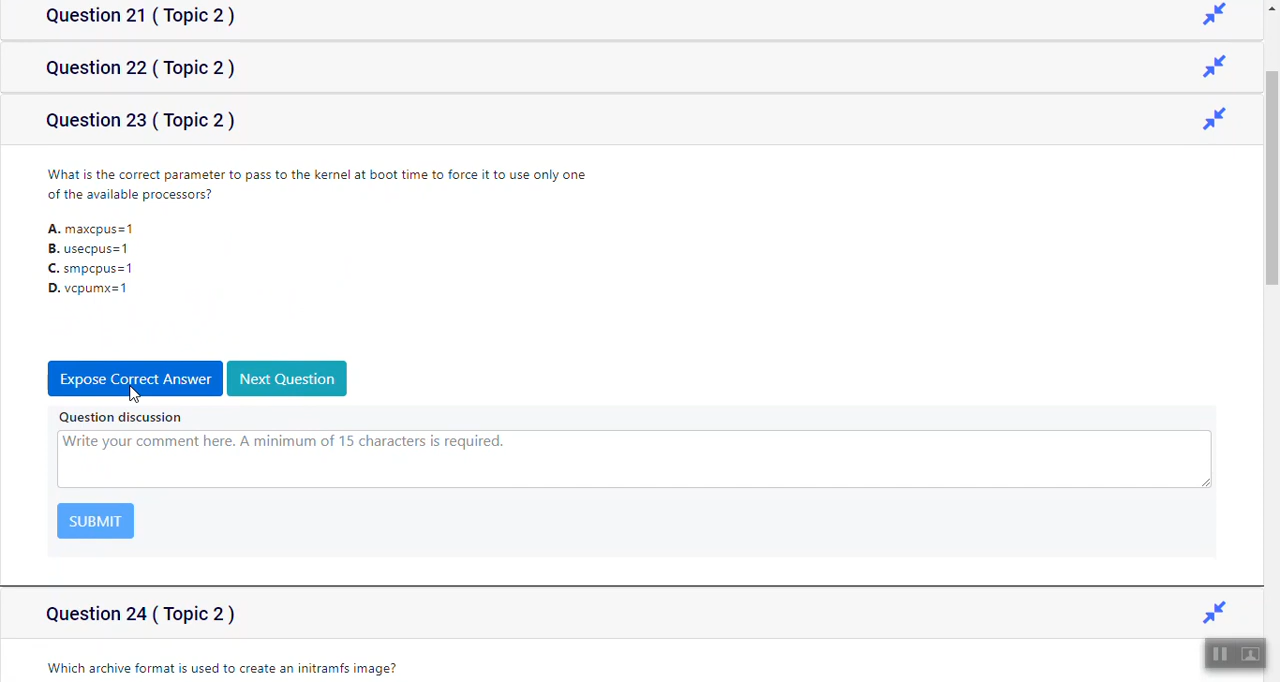 Question 21 ( Topic 2 )
Question 22 ( Topic 2 )
Question 23 ( Topic 2 )
What is the correct parameter to pass to the kernel at boot time to force it to use only one
of the available processors?
A. maxcpus=1
B. usecpus=1
C. smpcpus=1
D. vcpumx=1
Expose Correct Answer Next Question
Question discussion
Write your comment here. A minimum of 15 characters is required.
SUBMIT
Question 24 ( Topic 2 )
Which archive format is used to create an initramfs image?